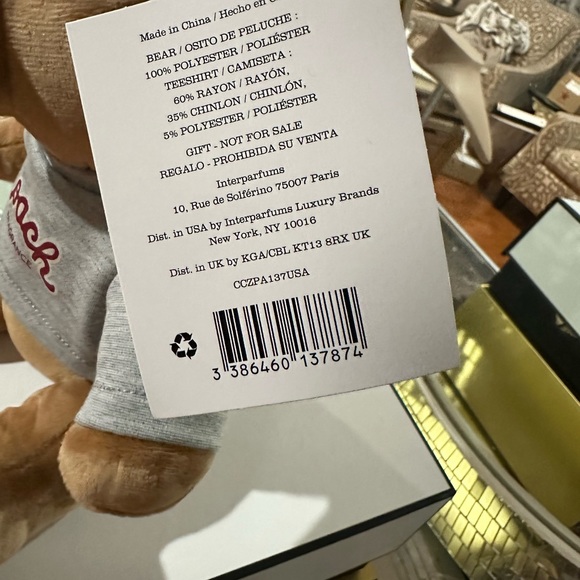 Made in China / Hecho en
BEAR / OSITO DE PELUCHE :
100% POLYESTER / POLIÉSTER
TEESHIRT / CAMISETA :
60% RAYON / RAYÓN,
35% CHINLON / CHINLÓN,
5% POLYESTER / POLIÉSTER
GIFT - NOT FOR SALE
REGALO - PROHIBIDA SU VENTA
Interparfums
10, Rue de Solférino 75007 Paris
Dist. in USA by Interparfums Luxury Brands
New York, NY 10016
Dist. in UK by KGA/CBL KT13 8RX UK
CCZPA137USA
3 386460 137874
oach